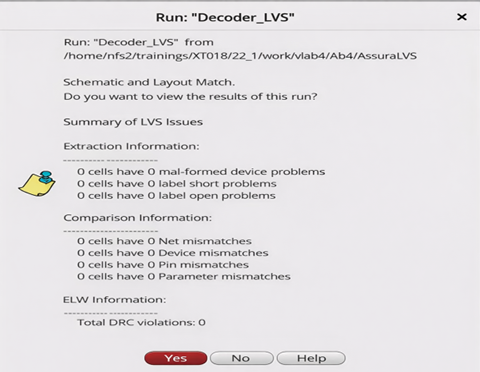 Run: "Decoder_LVS"
Run: "Decoder_LVS" from
/home/nfs2/trainings/XT018/22_1/work/vlab4/Ab4/AssuraLVS
Schematic and Layout Match.
Do you want to view the results of this run?
Summary of LVS Issues
Extraction Information:
---------- ------------
0 cells have 0 mal-formed device problems
0 cells have 0 label short problems
0 cells have 0 label open problems
Comparison Information:
---------- ------------
0 cells have 0 Net mismatches
0 cells have 0 Device mismatches
0 cells have 0 Pin mismatches
0 cells have 0 Parameter mismatches
ELW Information:
---------- ------------
Total DRC violations: 0
Yes No Help